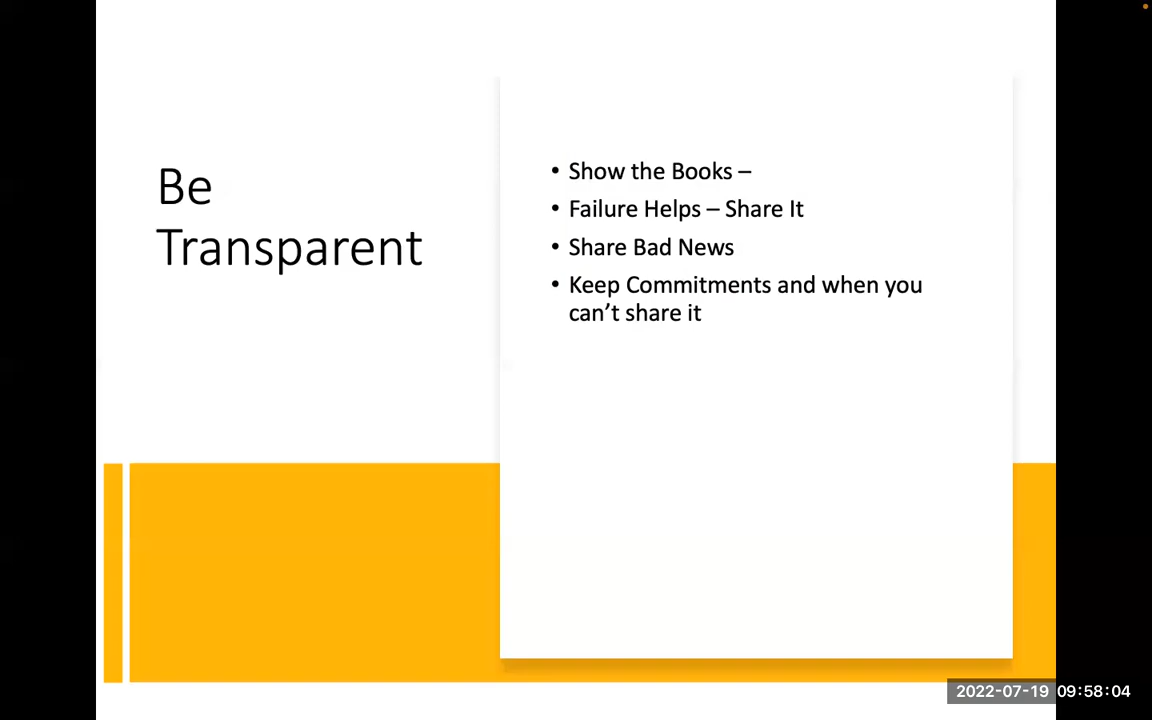 Be
Transparent
• Show the Books –
• Failure Helps – Share It
• Share Bad News
• Keep Commitments and when you
can’t share it
2022-07-19 09:58:04